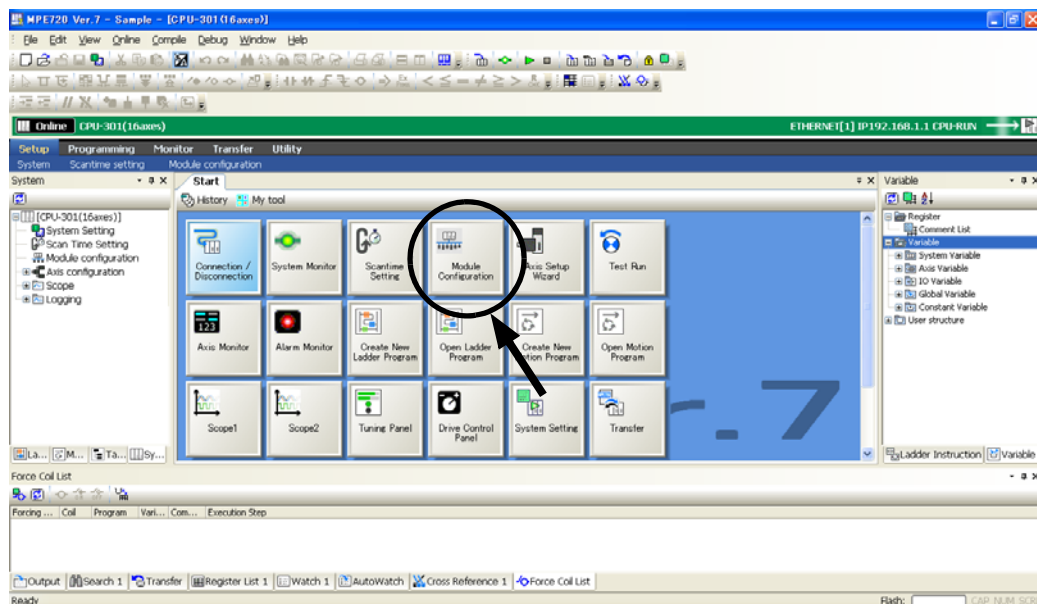 MPE720 Ver.7 - Sample - [CPU-301(16axes)]
File Edit View Online Compile Debug Window Help
Online CPU-301(16axes) ETHERNET[1] IP192.168.1.1 CPU-RUN
Setup Programming Monitor Transfer Utility
System Scantime setting Module configuration
System
Start
Variable
History My tool
[CPU-301(16axes)]
System Setting
Scan Time Setting
Module configuration
Axis configuration
Scope
Logging
Connection / Disconnection
System Monitor
Scantime Setting
Module Configuration
Axis Setup Wizard
Test Run
Axis Monitor
Alarm Monitor
Create New Ladder Program
Open Ladder Program
Create New Motion Program
Open Motion Program
Scope1
Scope2
Tuning Panel
Drive Control Panel
System Setting
Transfer
r.7
Register
Comment List
Variable
System Variable
Axis Variable
IO Variable
Global Variable
Constant Variable
User structure
La... M... Ta... Sy...
Ladder Instruction Variable
Force Coil List
Forcing ... Coil Program Vari... Com... Execution Step
Output Search 1 Transfer Register List 1 Watch 1 AutoWatch Cross Reference 1 Force Coil List
Ready Flash: CAP NUM SCR